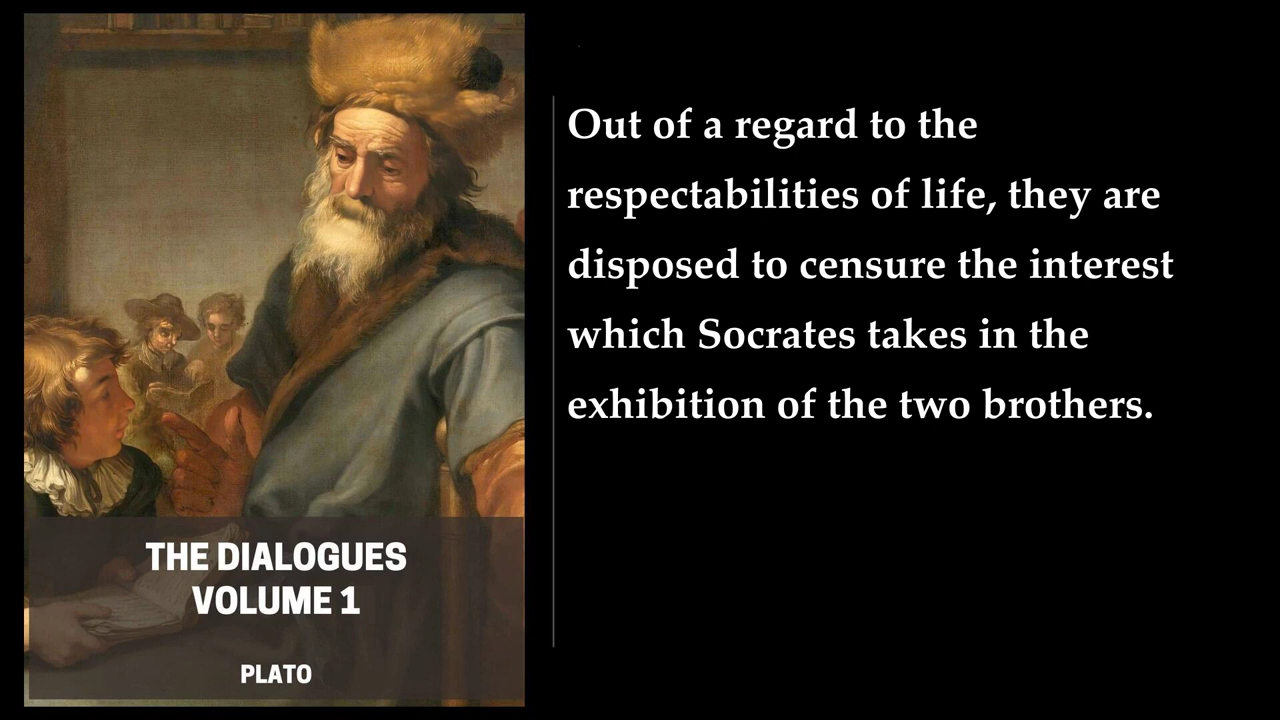 Out of a regard to the
respectabilities of life, they are
disposed to censure the interest
which Socrates takes in the
exhibition of the two brothers.
THE DIALOGUES
VOLUME 1
PLATO